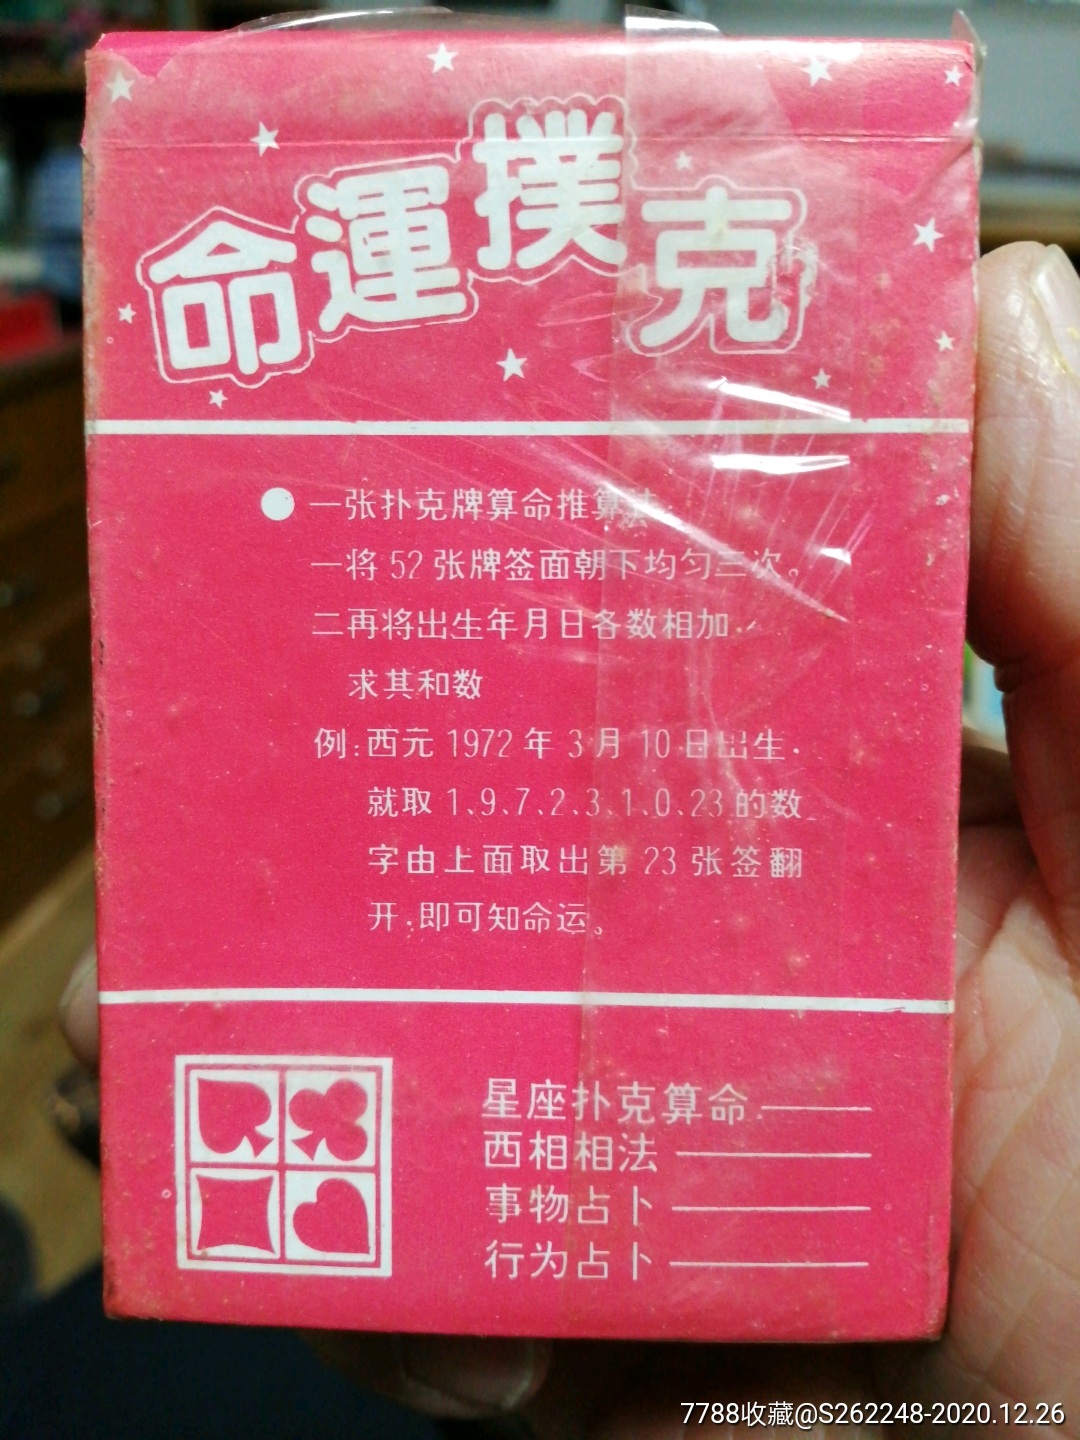 命運撲克
一张扑克牌算命推算法
一将52张牌签面朝下均匀三次。
二再将出生年月日各数相加.
求其和数
例:西元1972年3月10日出生.
就取1、9、7、2、3、1、0、23的数
字由上面取出第23张签翻
开.即可知命运。
星座扑克算命.
西相相法
事物占卜
行为占卜
7788收藏@S262248-2020.12.26